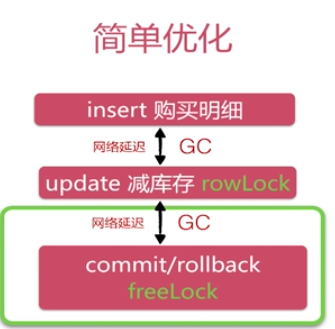 简单优化
insert 购买明细
网络延迟 GC
update 减库存 rowLock
网络延迟 GC
commit/rollback
freeLock